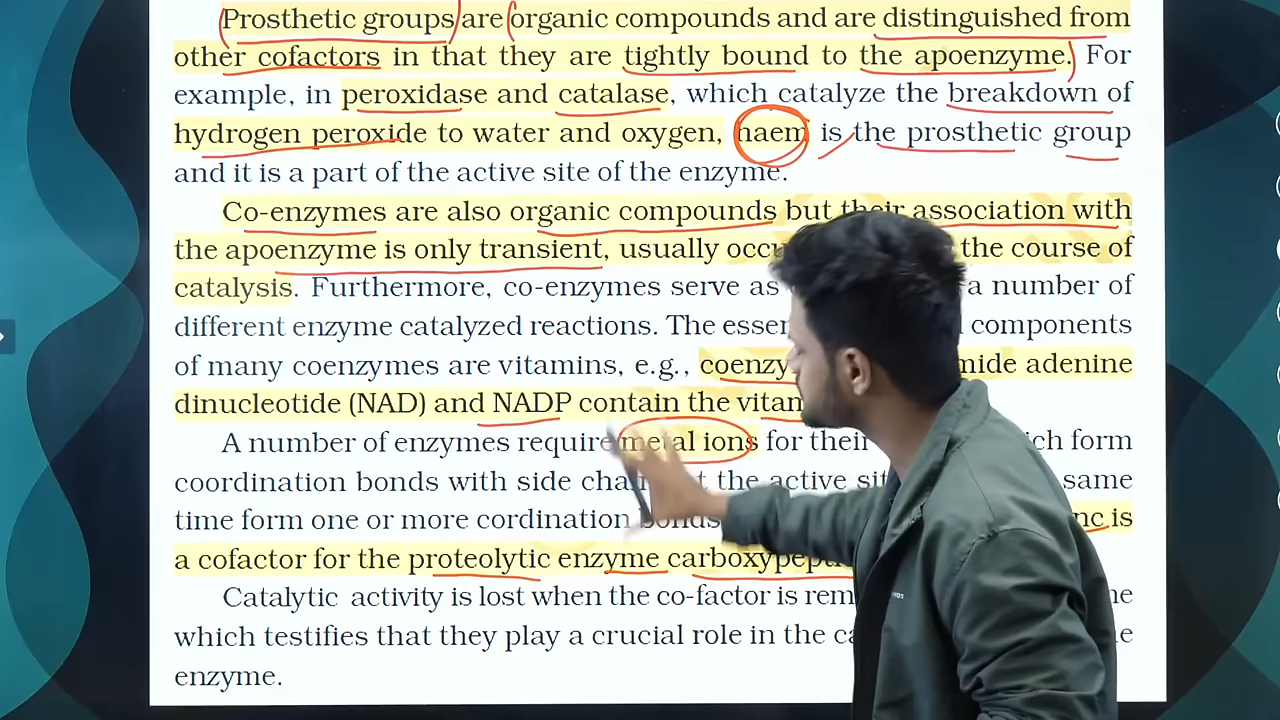 Prosthetic groups are organic compounds and are distinguished from
other cofactors in that they are tightly bound to the apoenzyme. For
example, in peroxidase and catalase, which catalyze the breakdown of
hydrogen peroxide to water and oxygen, haem is the prosthetic group
and it is a part of the active site of the enzyme.
Co-enzymes are also organic compounds but their association with
the apoenzyme is only transient, usually the course of
catalysis. Furthermore, co-enzymes serve as a number of
different enzyme catalyzed reactions. The components
of many coenzymes are vitamins, e.g., adenine
dinucleotide (NAD) and NADP contain the
A number of enzymes require metal ions for form
coordination bonds with side at the active same
time form one or more cordination bonds is
a cofactor for the proteolytic enzyme
Catalytic activity is lost when the co-factor is
which testifies that they play a crucial role in the
enzyme.